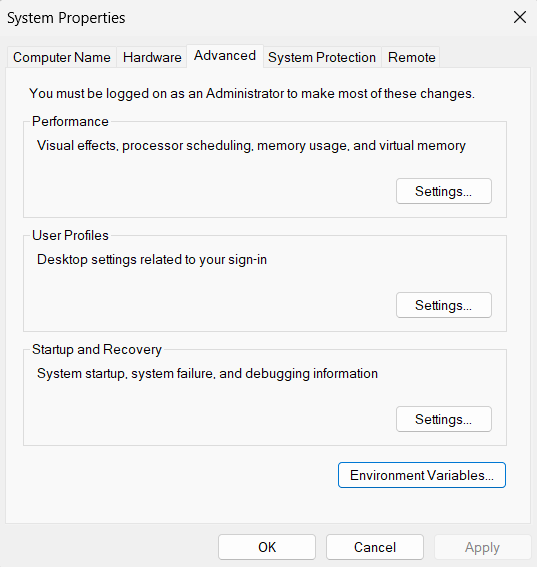 System Properties
Computer Name Hardware Advanced System Protection Remote
You must be logged on as an Administrator to make most of these changes.
Performance
Visual effects, processor scheduling, memory usage, and virtual memory
Settings...
User Profiles
Desktop settings related to your sign-in
Settings...
Startup and Recovery
System startup, system failure, and debugging information
Settings...
Environment Variables...
OK Cancel Apply